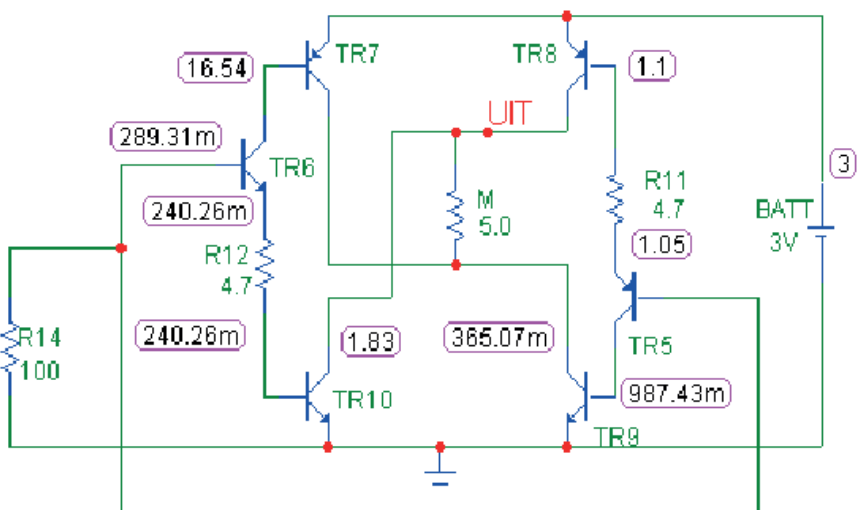 TR7
TR8
16.54
1.1
UIT
289.31m
TR6
3
R11
4.7
M
5.0
240.26m
BATT
3V
R12
4.7
1.05
R14
100
240.26m
1.83
365.07m
TR5
TR10
987.43m
TR9